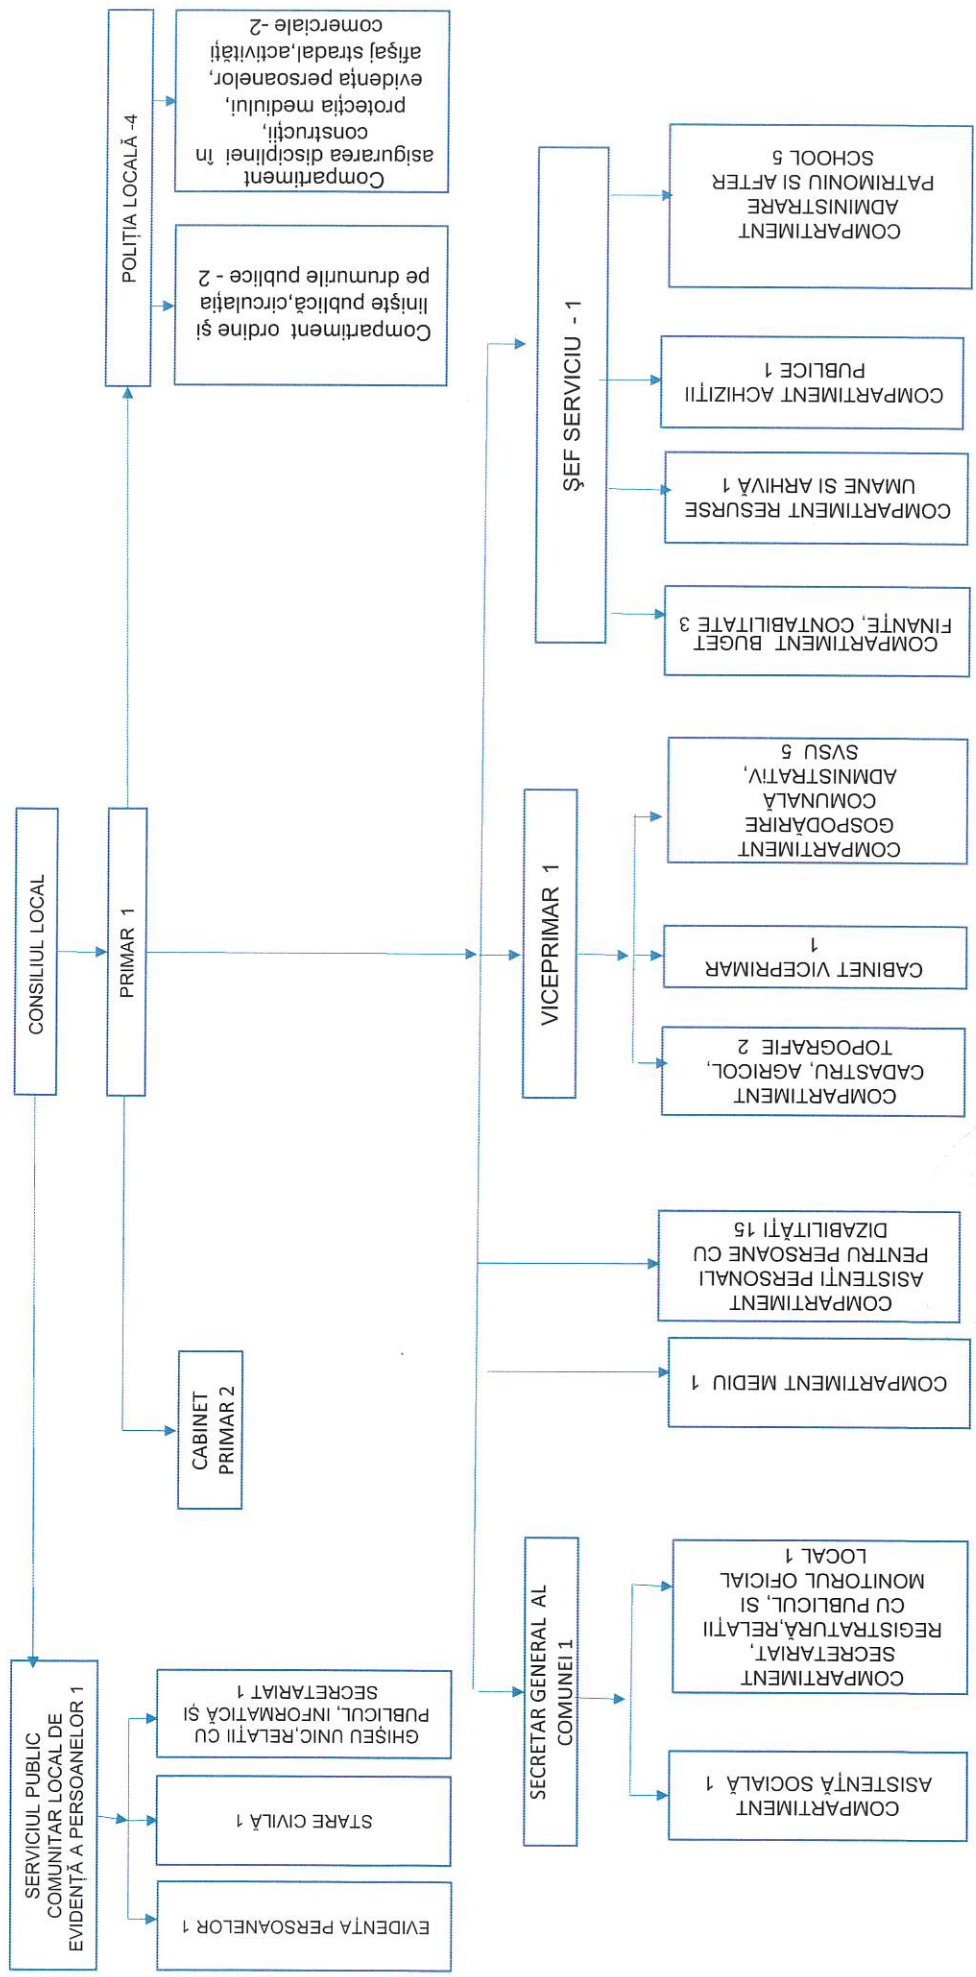 CONSILIUL LOCAL
PRIMAR 1
SERVICIUL PUBLIC
COMUNITAR LOCAL DE
EVIDENȚĂ A PERSOANELOR 1
EVIDENȚA PERSOANELOR 1
STARE CIVILĂ 1
GHIȘEU UNIC,RELAȚII CU
PUBLICUL, INFORMATICĂ ȘI
SECRETARIAT 1
CABINET
PRIMAR 2
POLIȚIA LOCALĂ -4
Compartiment ordine și
liniște publică,circulația
pe drumurile publice - 2
Compartiment
asigurarea disciplinei în
construcții,
protecția mediului,
evidența persoanelor,
afișaj stradal,activități
comerciale -2
SECRETAR GENERAL AL
COMUNEI 1
COMPARTIMENT
ASISTENȚĂ SOCIALĂ 1
COMPARTIMENT
SECRETARIAT,
REGISTRATURĂ,RELAȚII
CU PUBLICUL, SI
MONITORUL OFICIAL
LOCAL 1
COMPARTIMENT MEDIU 1
COMPARTIMENT
ASISTENȚI PERSONALI
PENTRU PERSOANE CU
DIZABILITĂȚI 15
VICEPRIMAR 1
COMPARTIMENT
CADASTRU, AGRICOL,
TOPOGRAFIE 2
CABINET VICEPRIMAR
1
COMPARTIMENT
GOSPODĂRIRE
COMUNALĂ
ADMINISTRATiV,
SVSU 5
ȘEF SERVICIU - 1
COMPARTIMENT BUGET
FINANȚE, CONTABILITATE 3
COMPARTIMENT RESURSE
UMANE SI ARHIVĂ 1
COMPARTIMENT ACHIZIȚII
PUBLICE 1
COMPARTIMENT
ADMINISTRARE
PATRIMONIU SI AFTER
SCHOOL 5